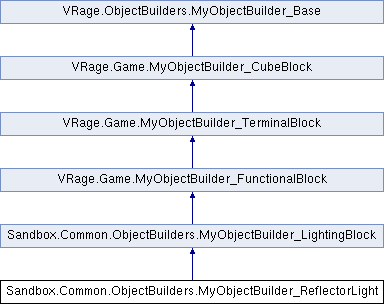 VRage.ObjectBuilders.MyObjectBuilder_Base
VRage.Game.MyObjectBuilder_CubeBlock
VRage.Game.MyObjectBuilder_TerminalBlock
VRage.Game.MyObjectBuilder_FunctionalBlock
Sandbox.Common.ObjectBuilders.MyObjectBuilder_LightingBlock
Sandbox.Common.ObjectBuilders.MyObjectBuilder_ReflectorLight